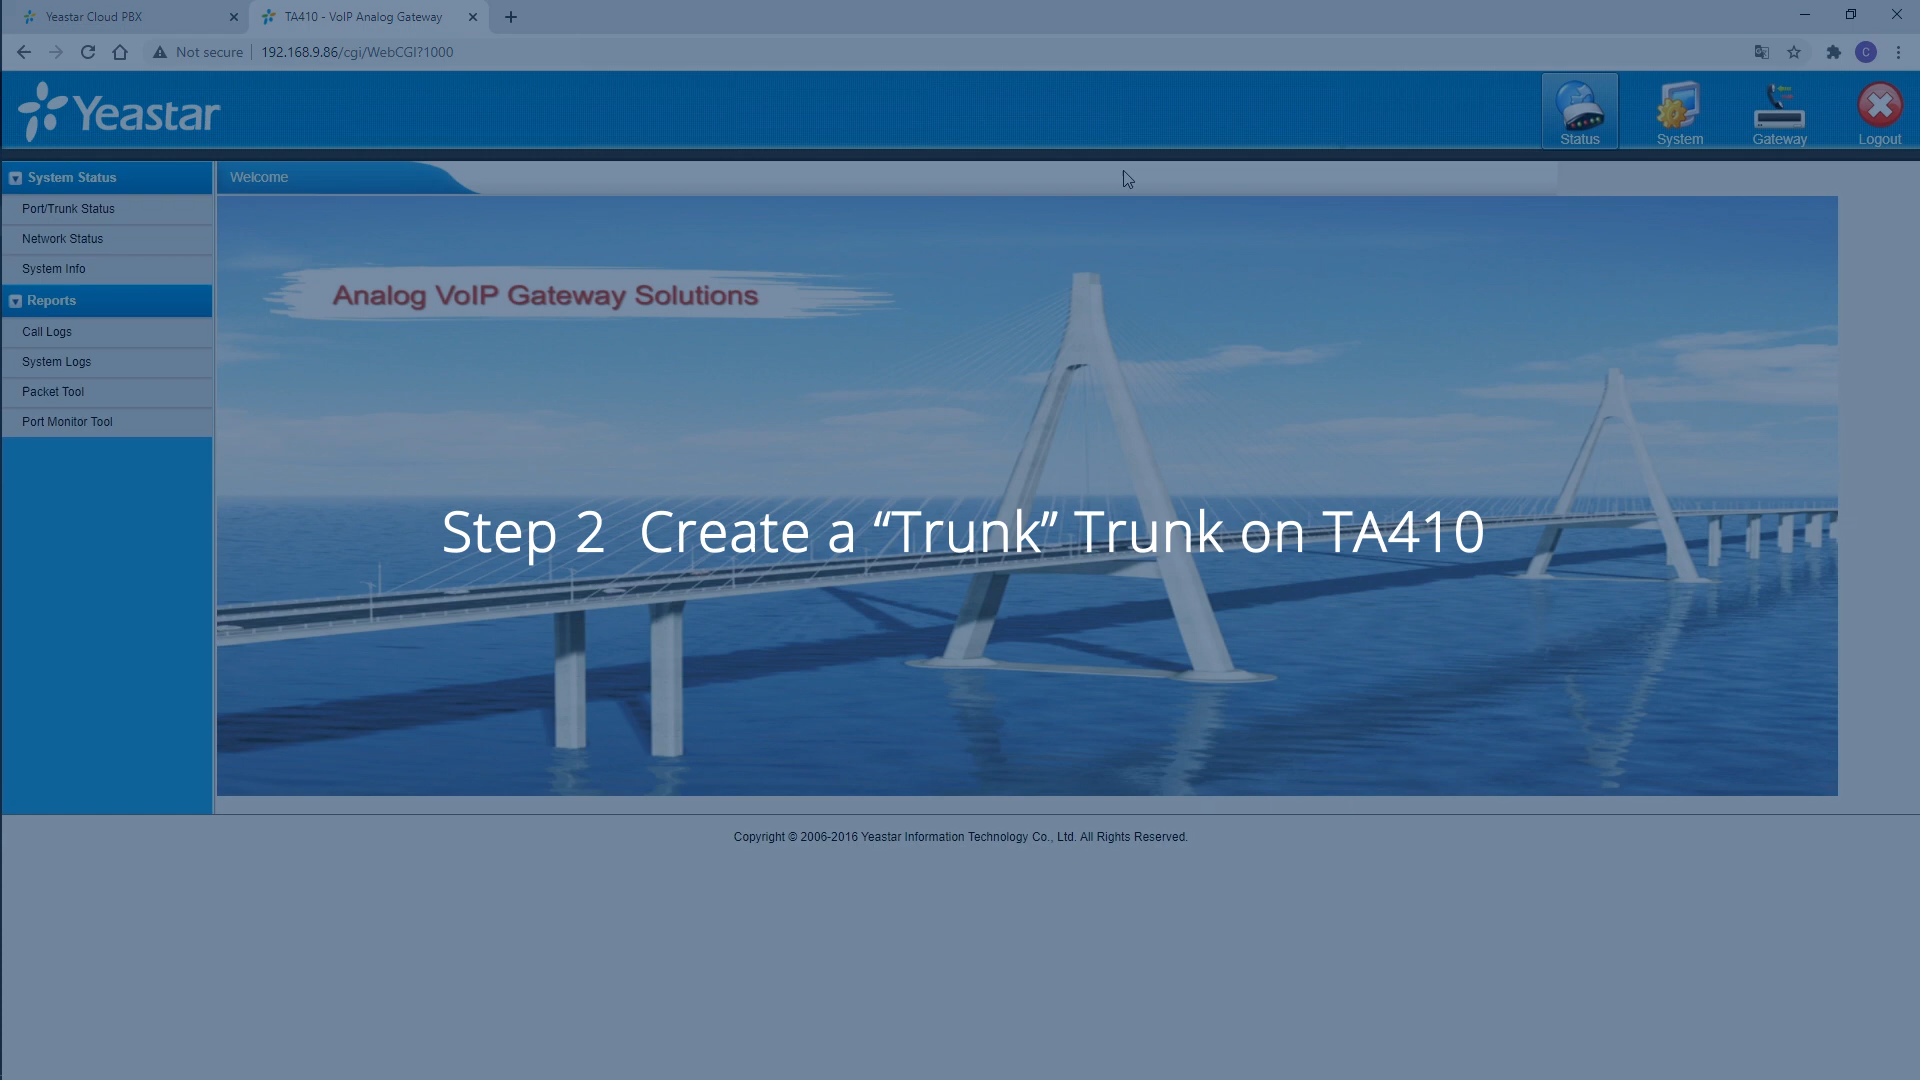 Yeastar Cloud PBX
TA410 - VoIP Analog Gateway
Not secure
192.168.9.86/cgi/WebCGI?1000
C
Yeastar
Status
System
Gateway
Logout
System Status
Welcome
Port/Trunk Status
Network Status
System Info
Reports
Call Logs
System Logs
Packet Tool
Port Monitor Tool
Analog VoIP Gateway Solutions
Step 2 Create a “Trunk” Trunk on TA410
Copyright © 2006-2016 Yeastar Information Technology Co., Ltd. All Rights Reserved.